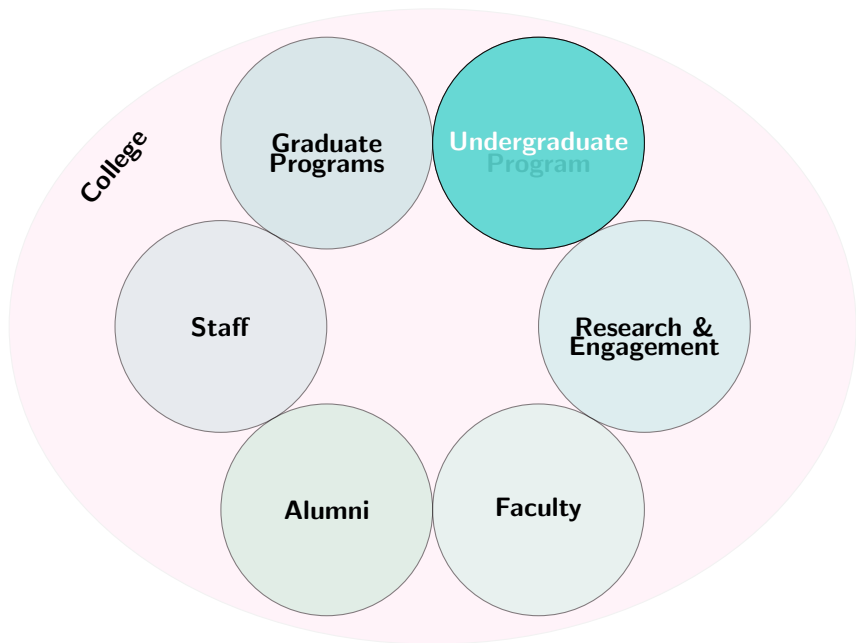 College
Graduate
Programs
Undergraduate
Program
Staff
Research &
Engagement
Alumni
Faculty